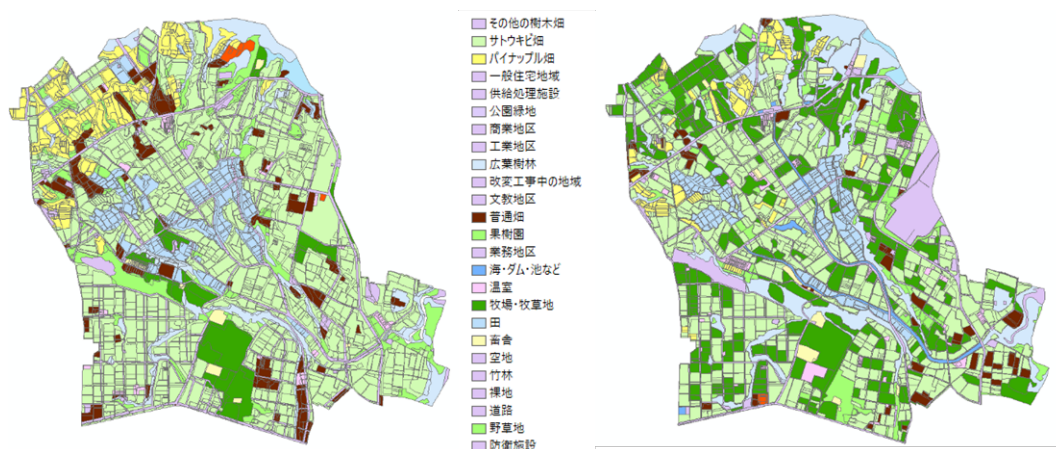 その他の樹木畑
サトウキビ畑
パイナップル畑
一般住宅地域
供給処理施設
公園緑地
商業地区
工業地区
広葉樹林
改変工事中の地域
文教地区
普通畑
果樹園
業務地区
海・ダム・池など
温室
牧場・牧草地
田
畜舎
空地
竹林
裸地
道路
野草地
防衛施設